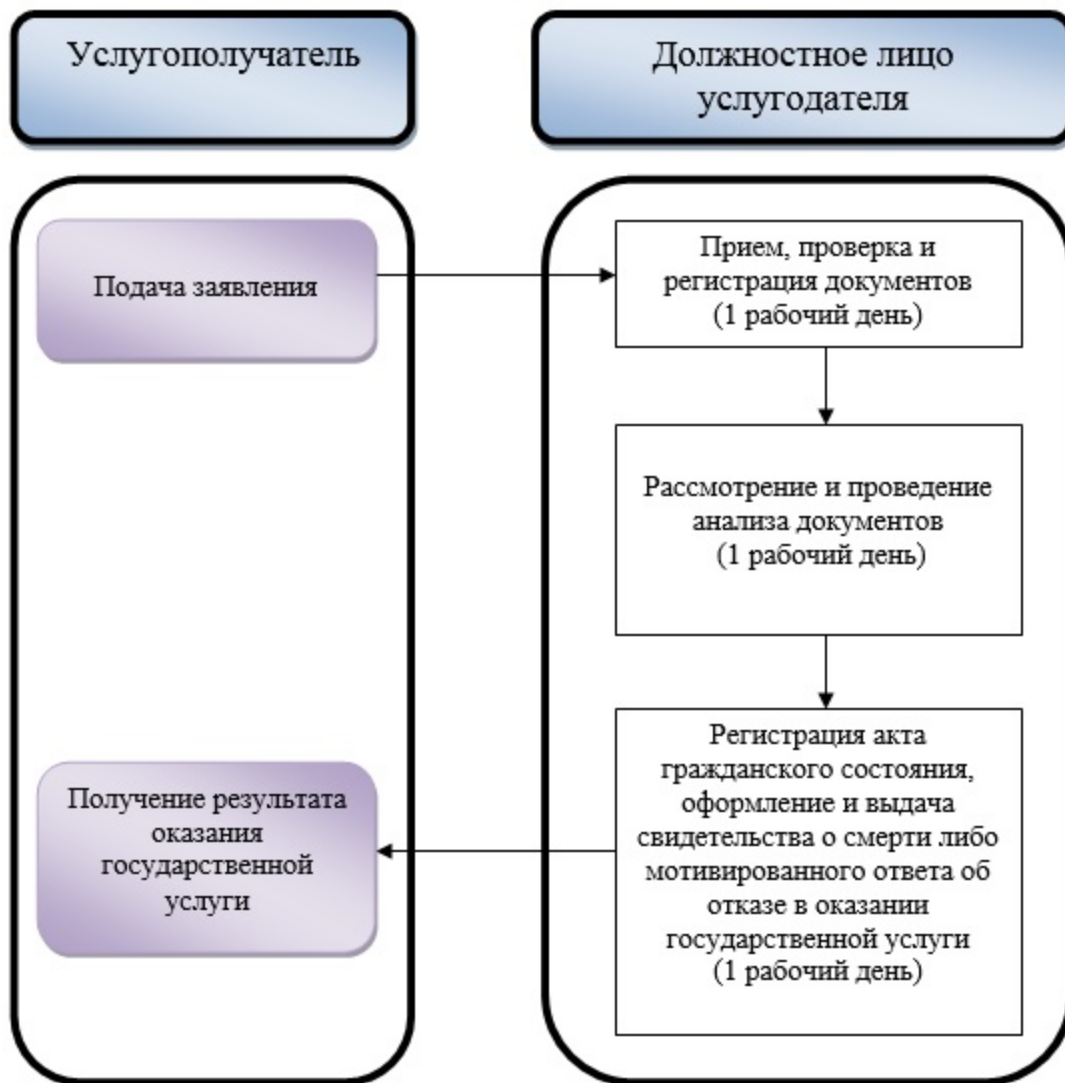 Услугополучатель
Должностное лицо
услугодателя
Подача заявления
Прием, проверка и
регистрация документов
(1 рабочий день)
Рассмотрение и проведение
анализа документов
(1 рабочий день)
Регистрация акта
гражданского состояния,
оформление и выдача
свидетельства о смерти либо
мотивированного ответа об
отказе в оказании
государственной услуги
(1 рабочий день)
Получение результата
оказания
государственной
услуги